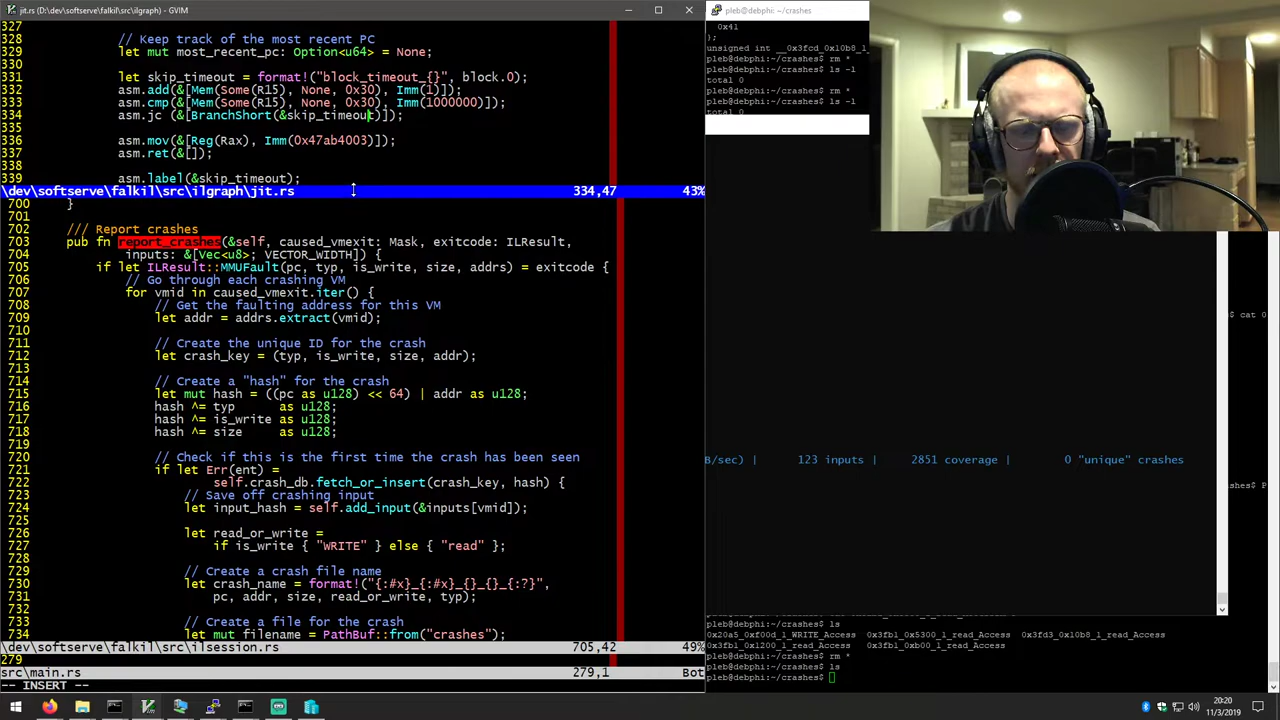 jit.rs (D:\dev\softserve\falkil\src\ilgraph) - GVIM
327
328 // Keep track of the most recent PC
329 let mut most_recent_pc: Option<u64> = None;
330
331 let skip_timeout = format!("block_timeout_{}", block.0);
332 asm.add(&[Mem(Some(R15), None, 0x30), Imm(1)]);
333 asm.cmp(&[Mem(Some(R15), None, 0x30), Imm(1000000)]);
334 asm.jc (&[BranchShort(&skip_timeout)]);
335
336 asm.mov(&[Reg(Rax), Imm(0x47ab4003)]);
337 asm.ret(&[]);
338
339 asm.label(&skip_timeout);
\dev\softserve\falkil\src\ilgraph\jit.rs 334,47 43%
700 }
701
702 /// Report crashes
703 pub fn report_crashes(&self, caused_vmexit: Mask, exitcode: ILResult,
704 inputs: &[Vec<u8>; VECTOR_WIDTH]) {
705 if let ILResult::MMUFault(pc, typ, is_write, size, addrs) = exitcode {
706 // Go through each crashing VM
707 for vmid in caused_vmexit.iter() {
708 // Get the faulting address for this VM
709 let addr = addrs.extract(vmid);
710
711 // Create the unique ID for the crash
712 let crash_key = (typ, is_write, size, addr);
713
714 // Create a "hash" for the crash
715 let mut hash = ((pc as u128) << 64) | addr as u128;
716 hash ^= typ as u128;
717 hash ^= is_write as u128;
718 hash ^= size as u128;
719
720 // Check if this is the first time the crash has been seen
721 if let Err(ent) =
722 self.crash_db.fetch_or_insert(crash_key, hash) {
723 // Save off crashing input
724 let input_hash = self.add_input(&inputs[vmid]);
725
726 let read_or_write =
727 if is_write { "WRITE" } else { "read" };
728
729 // Create a crash file name
730 let crash_name = format!("{:#x}_{:#x}_{}_{}_{:?}",
731 pc, addr, size, read_or_write, typ);
732
733 // Create a file for the crash
734 let mut filename = PathBuf::from("crashes");
\dev\softserve\falkil\src\ilsession.rs 705,42 49%
279
src\main.rs 279,1 Bot
-- INSERT --
pleb@debphi: ~/crashes
0x41
};
unsigned int __0x3fcd_0x10b8_1_
pleb@debphi:~/crashes$ rm *
pleb@debphi:~/crashes$ ls -l
total 0
pleb@debphi:~/crashes$ rm *
pleb@debphi:~/crashes$ ls -l
total 0
$ cat 0
B/sec) | 123 inputs | 2851 coverage | 0 "unique" crashes
shes$ P
pleb@debphi:~/crashes$ ls
0x20a5_0xf00d_1_WRITE_Access 0x3fb1_0x5300_1_read_Access 0x3fd3_0x10b8_1_read_Access
0x3fb1_0x1200_1_read_Access 0x3fb1_0xb00_1_read_Access
pleb@debphi:~/crashes$ rm *
pleb@debphi:~/crashes$ ls
pleb@debphi:~/crashes$
20:20
11/3/2019